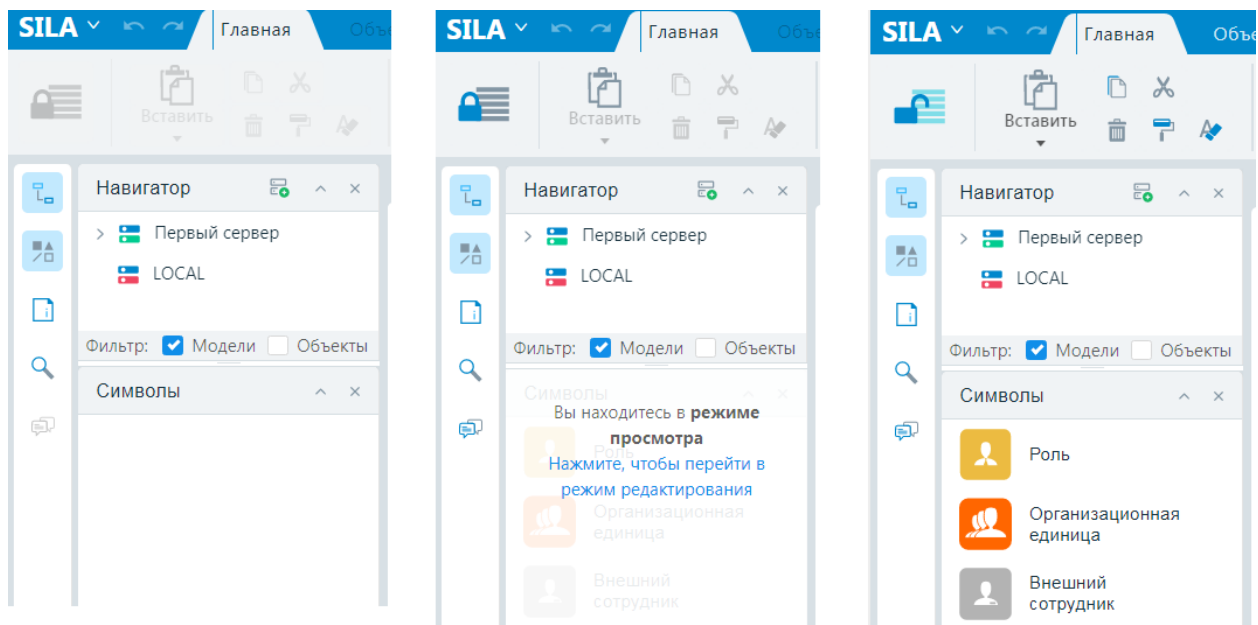 SILA
Главная
Объе
Вставить
Навигатор
Первый сервер
LOCAL
Фильтр:
Модели
Объекты
Символы
SILA
Главная
Объе
Вставить
Навигатор
Первый сервер
LOCAL
Фильтр:
Модели
Объекты
Символы
Вы находитесь в режиме
просмотра
Нажмите, чтобы перейти в
режим редактирования
Роль
Организационная
единица
Внешний
сотрудник
SILA
Главная
Объе
Вставить
Навигатор
Первый сервер
LOCAL
Фильтр:
Модели
Объекты
Символы
Роль
Организационная
единица
Внешний
сотрудник